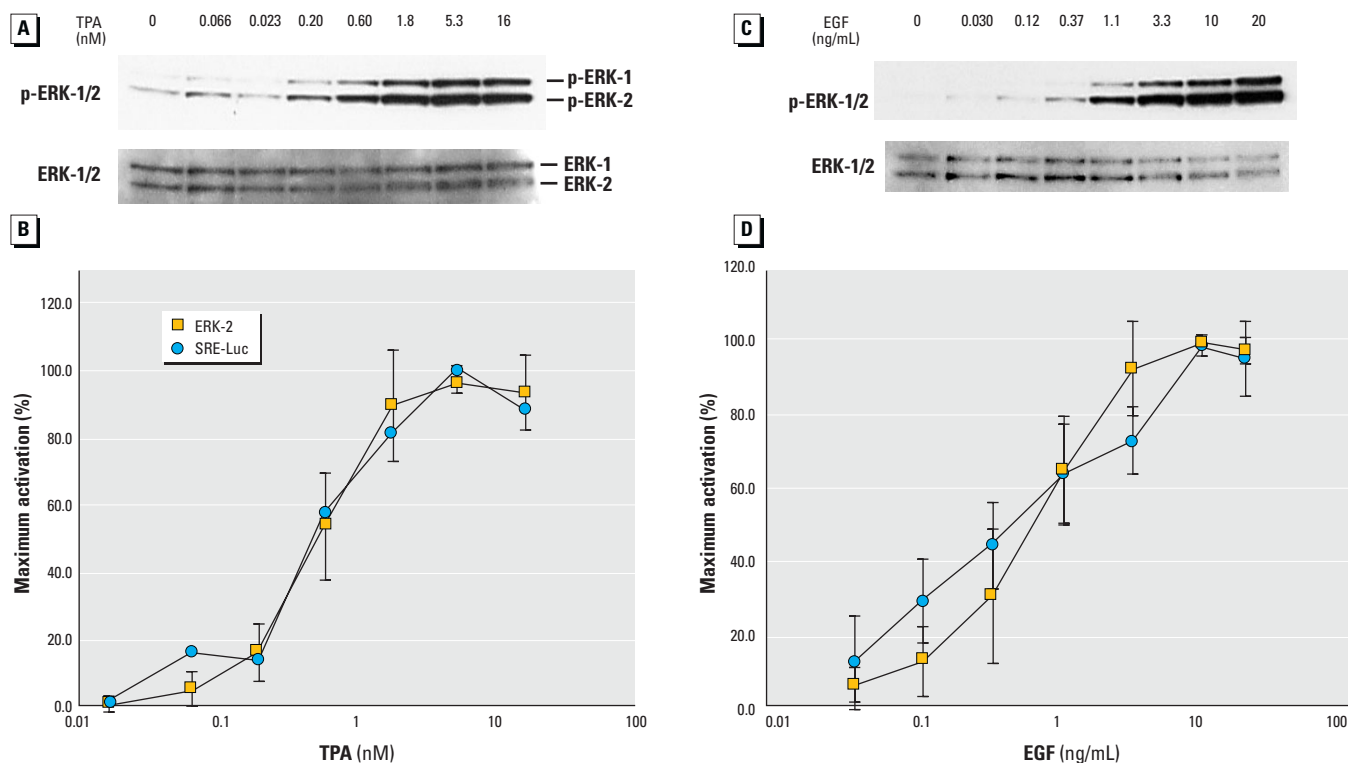 A
TPA (nM) 0 0.066 0.023 0.20 0.60 1.8 5.3 16
p-ERK-1/2
p-ERK-1
p-ERK-2
ERK-1/2
ERK-1
ERK-2
B
Maximum activation (%)
120.0
100.0
80.0
60.0
40.0
20.0
0.0
ERK-2
SRE-Luc
0.01 0.1 1 10 100
TPA (nM)
C
EGF (ng/mL) 0 0.030 0.12 0.37 1.1 3.3 10 20
p-ERK-1/2
ERK-1/2
D
Maximum activation (%)
120.0
100.0
80.0
60.0
40.0
20.0
0.0
0.01 0.1 1 10 100
EGF (ng/mL)